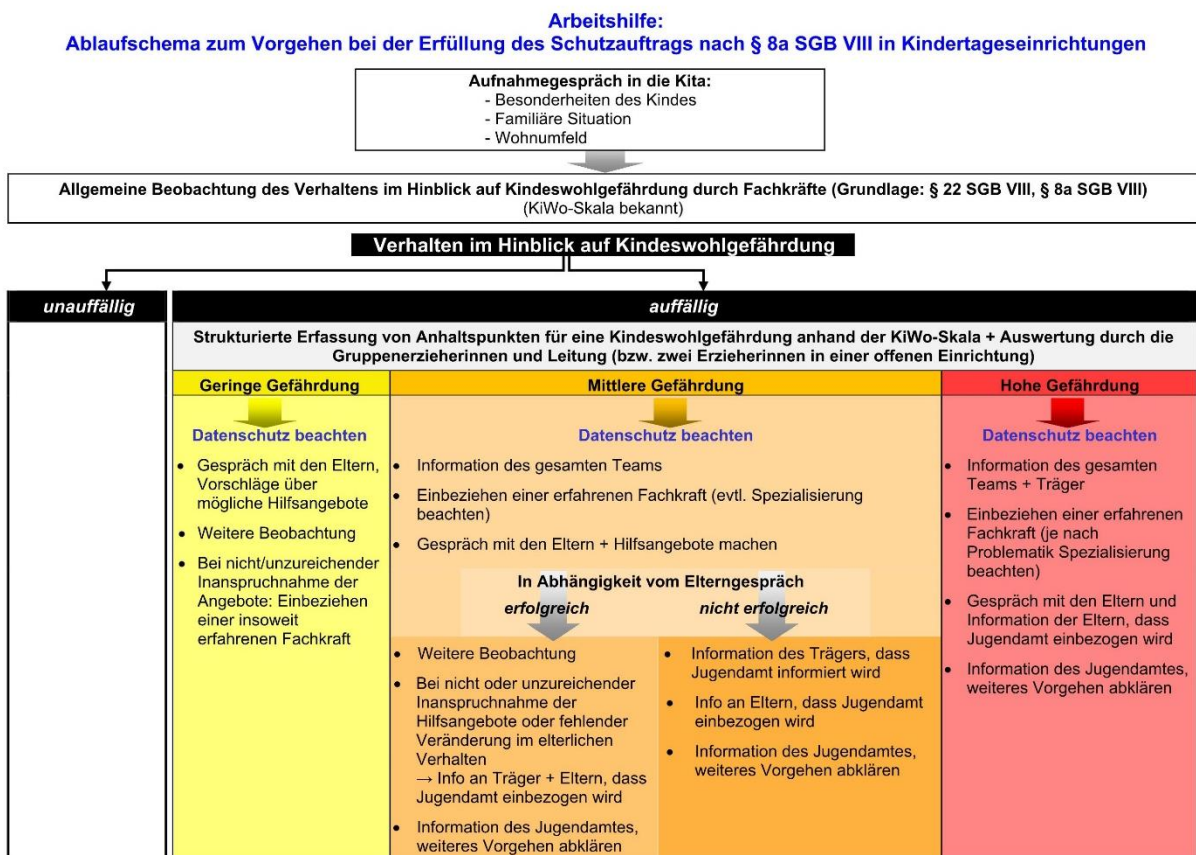 Arbeitshilfe:
Ablaufschema zum Vorgehen bei der Erfüllung des Schutzauftrags nach § 8a SGB VIII in Kindertageseinrichtungen
Aufnahmegespräch in die Kita:
- Besonderheiten des Kindes
- Familiäre Situation
- Wohnumfeld
Allgemeine Beobachtung des Verhaltens im Hinblick auf Kindeswohlgefährdung durch Fachkräfte (Grundlage: § 22 SGB VIII, § 8a SGB VIII)
(KiWo-Skala bekannt)
Verhalten im Hinblick auf Kindeswohlgefährdung
unauffällig
auffällig
Strukturierte Erfassung von Anhaltspunkten für eine Kindeswohlgefährdung anhand der KiWo-Skala + Auswertung durch die
Gruppenerzieherinnen und Leitung (bzw. zwei Erzieherinnen in einer offenen Einrichtung)
Geringe Gefährdung
Datenschutz beachten
• Gespräch mit den Eltern,
Vorschläge über
mögliche Hilfsangebote
• Weitere Beobachtung
• Bei nicht/unzureichender
Inanspruchnahme der
Angebote: Einbeziehen
einer insoweit
erfahrenen Fachkraft
Mittlere Gefährdung
Datenschutz beachten
• Information des gesamten Teams
• Einbeziehen einer erfahrenen Fachkraft (evtl. Spezialisierung
beachten)
• Gespräch mit den Eltern + Hilfsangebote machen
In Abhängigkeit vom Elterngespräch
erfolgreich
nicht erfolgreich
• Weitere Beobachtung
• Bei nicht oder unzureichender
Inanspruchnahme der
Hilfsangebote oder fehlender
Veränderung im elterlichen
Verhalten
→ Info an Träger + Eltern, dass
Jugendamt einbezogen wird
• Information des Jugendamtes,
weiteres Vorgehen abklären
• Information des Trägers, dass
Jugendamt informiert wird
• Info an Eltern, dass Jugendamt
einbezogen wird
• Information des Jugendamtes,
weiteres Vorgehen abklären
Hohe Gefährdung
Datenschutz beachten
• Information des gesamten
Teams + Träger
• Einbeziehen einer erfahrenen
Fachkraft (je nach
Problematik Spezialisierung
beachten)
• Gespräch mit den Eltern und
Information der Eltern, dass
Jugendamt einbezogen wird
• Information des Jugendamtes,
weiteres Vorgehen abklären